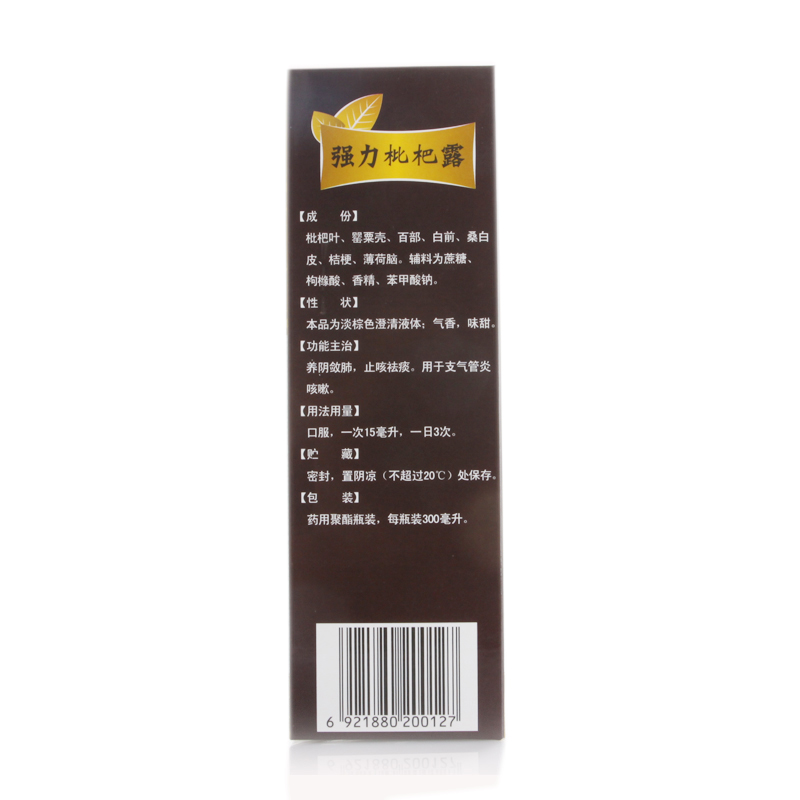 强力枇杷露
【成 份】
枇杷叶、罂粟壳、百部、白前、桑白
皮、桔梗、薄荷脑。辅料为蔗糖、
枸橼酸、香精、苯甲酸钠。
【性 状】
本品为淡棕色澄清液体；气香，味甜。
【功能主治】
养阴敛肺，止咳祛痰。用于支气管炎
咳嗽。
【用法用量】
口服，一次15毫升，一日3次。
【贮 藏】
密封，置阴凉（不超过20℃）处保存。
【包 装】
药用聚酯瓶装，每瓶装300毫升。
6 921880 200127